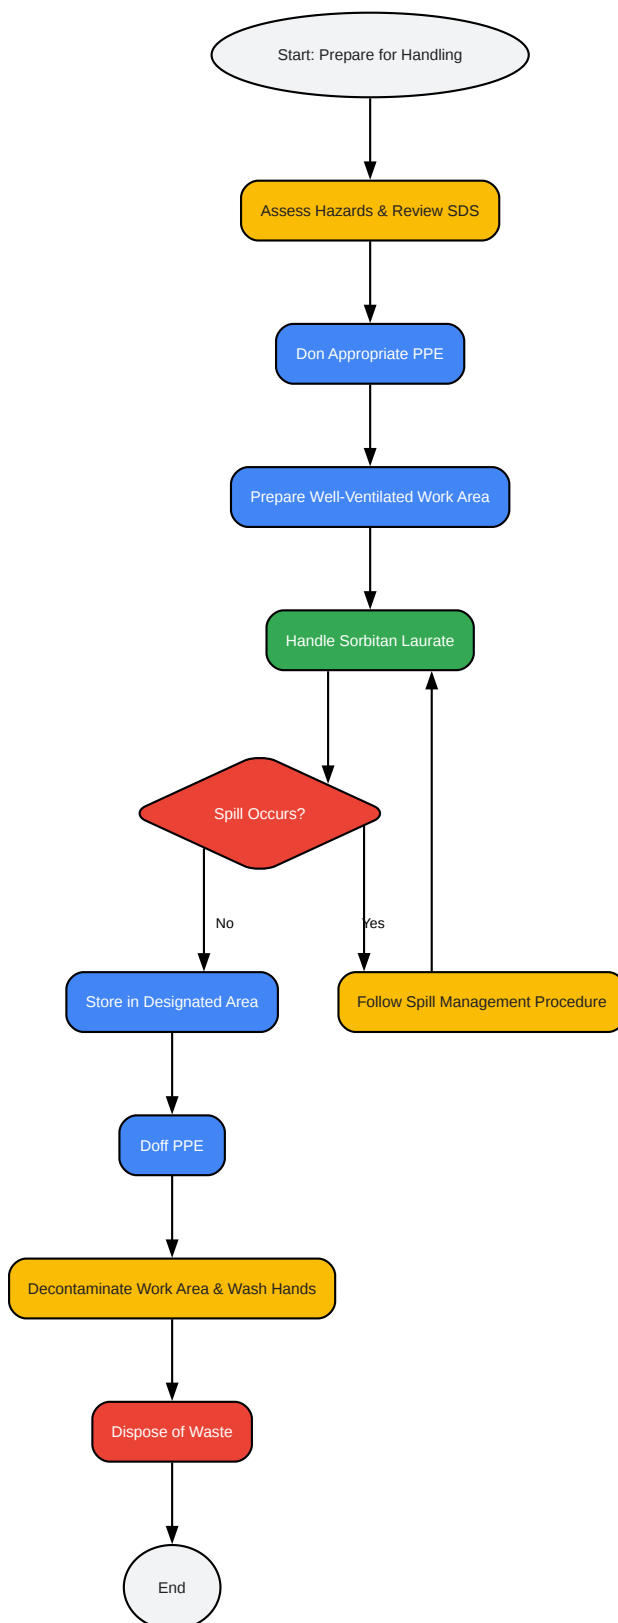 Start: Prepare for Handling
Assess Hazards & Review SDS
Don Appropriate PPE
Prepare Well-Ventilated Work Area
Handle Sorbitan Laurate
Spill Occurs?
No
Yes
Store in Designated Area
Follow Spill Management Procedure
Doff PPE
Decontaminate Work Area & Wash Hands
Dispose of Waste
End